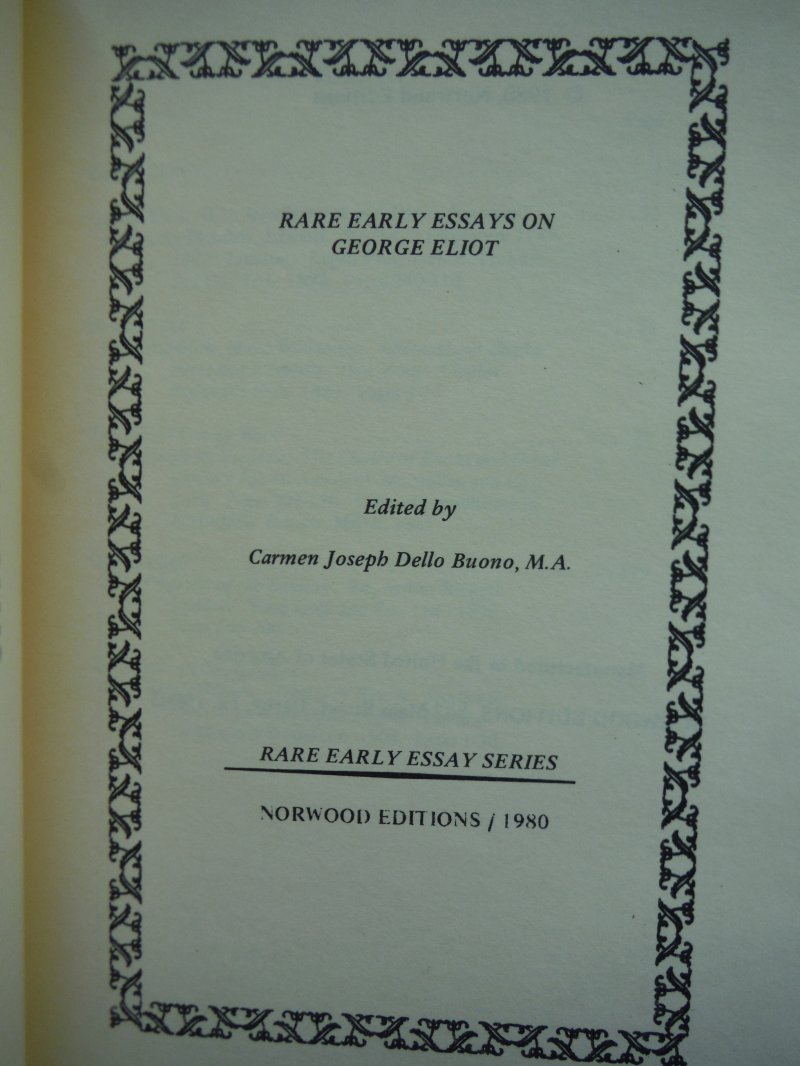 RARE EARLY ESSAYS ON
GEORGE ELIOT
Edited by
Carmen Joseph Dello Buono, M.A.
RARE EARLY ESSAY SERIES
NORWOOD EDITIONS / 1980